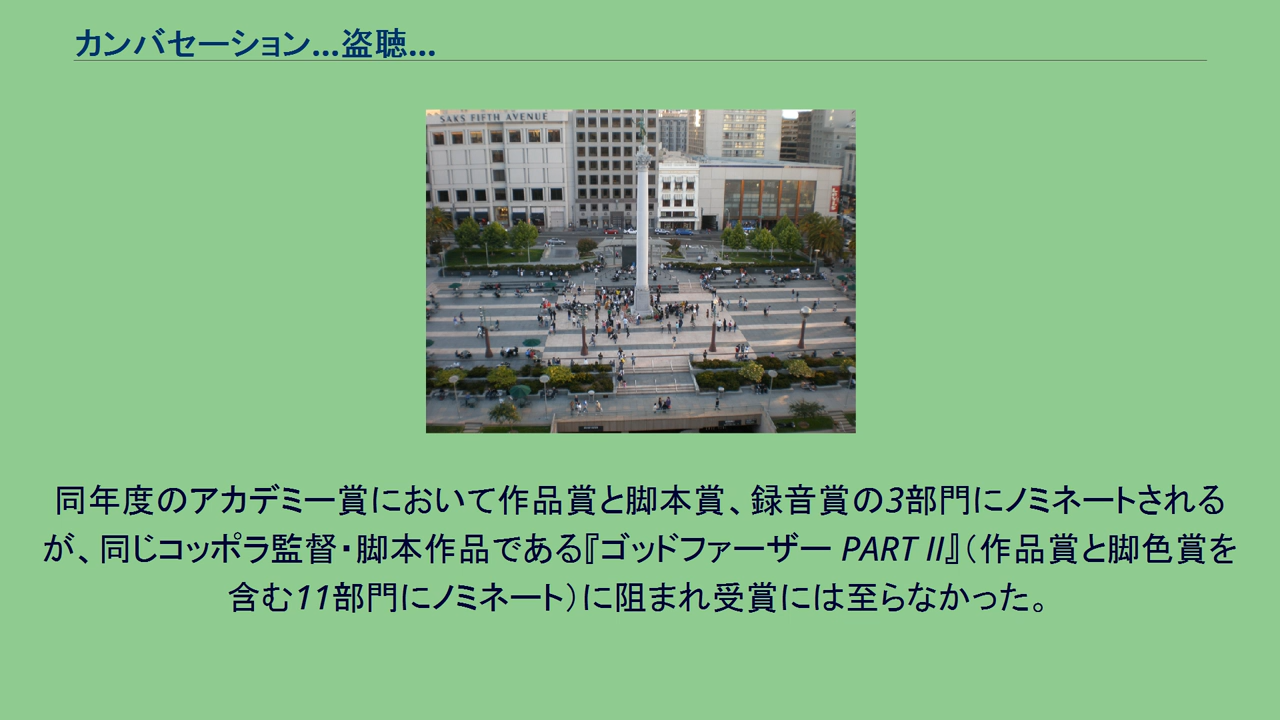 カンバセーション…盗聴…
SAKS FIFTH AVENUE
同年度のアカデミー賞において作品賞と脚本賞、録音賞の3部門にノミネートされる
が、同じコッポラ監督・脚本作品である『ゴッドファーザー PART II』（作品賞と脚色賞を
含む11部門にノミネート）に阻まれ受賞には至らなかった。